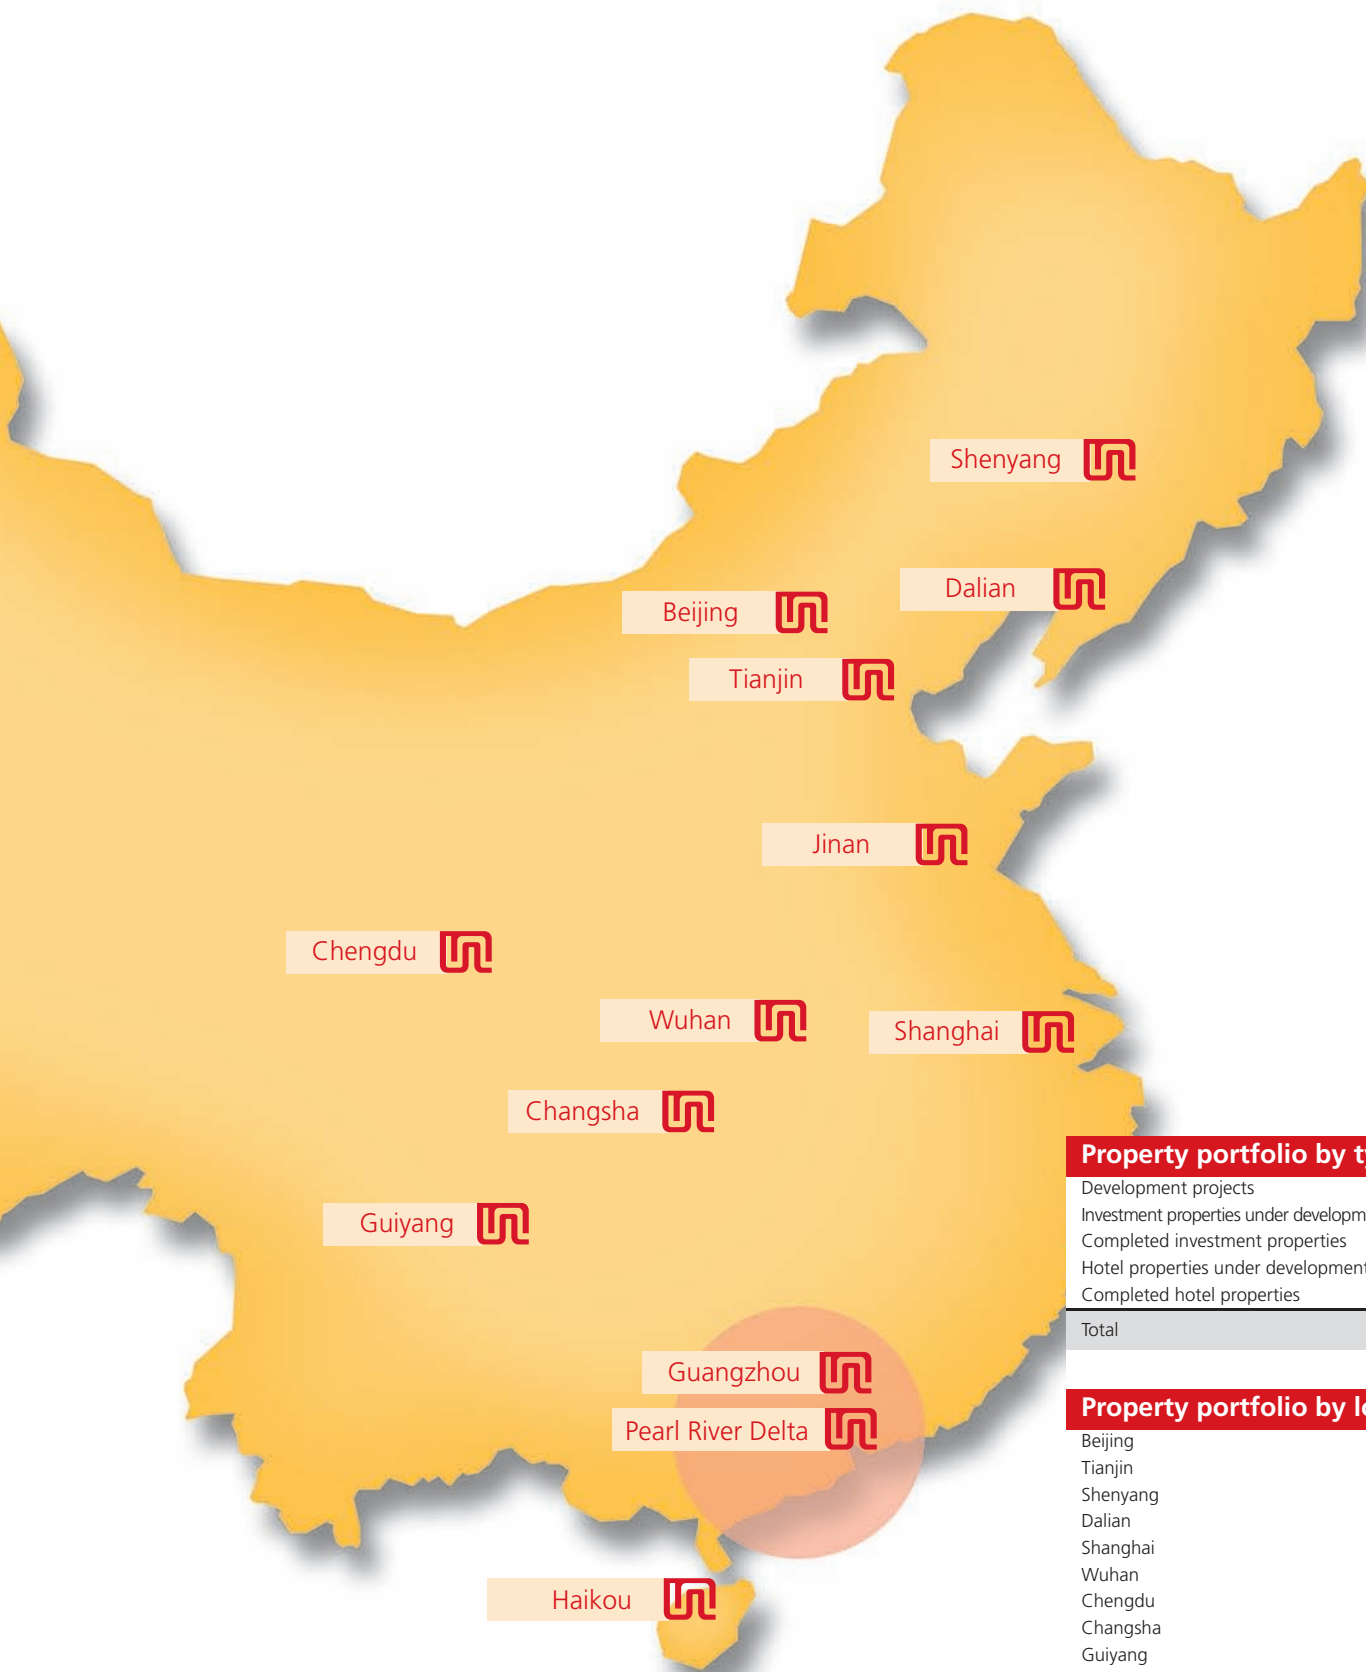 Shenyang
Dalian
Beijing
Tianjin
Jinan
Chengdu
Wuhan
Shanghai
Changsha
Guiyang
Guangzhou
Pearl River Delta
Haikou
Property portfolio by
Development projects
Investment properties under
Completed investment properties
Hotel properties under development
Completed hotel properties
Total
Property portfolio by
Beijing
Tianjin
Shenyang
Dalian
Shanghai
Wuhan
Chengdu
Changsha
Guiyang